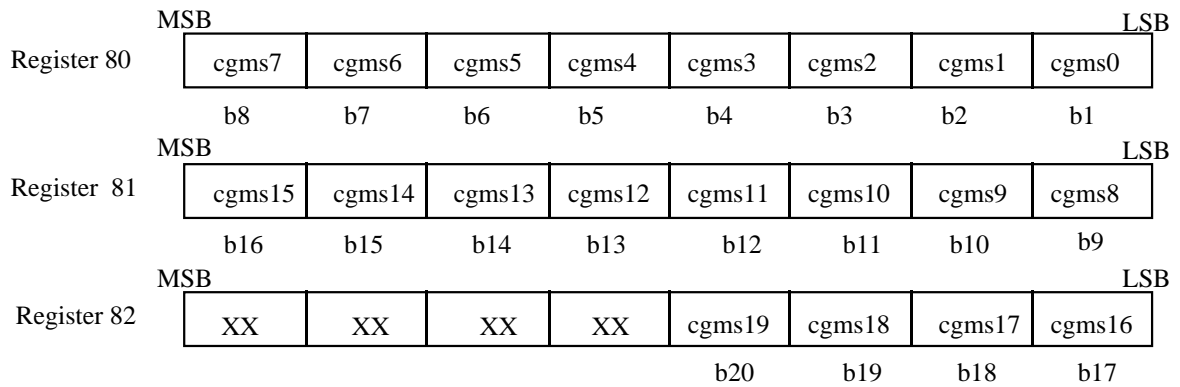 MSB LSB
Register 80 cgms7 cgms6 cgms5 cgms4 cgms3 cgms2 cgms1 cgms0
b8 b7 b6 b5 b4 b3 b2 b1
MSB LSB
Register 81 cgms15 cgms14 cgms13 cgms12 cgms11 cgms10 cgms9 cgms8
b16 b15 b14 b13 b12 b11 b10 b9
MSB LSB
Register 82 XX XX XX XX cgms19 cgms18 cgms17 cgms16
b20 b19 b18 b17